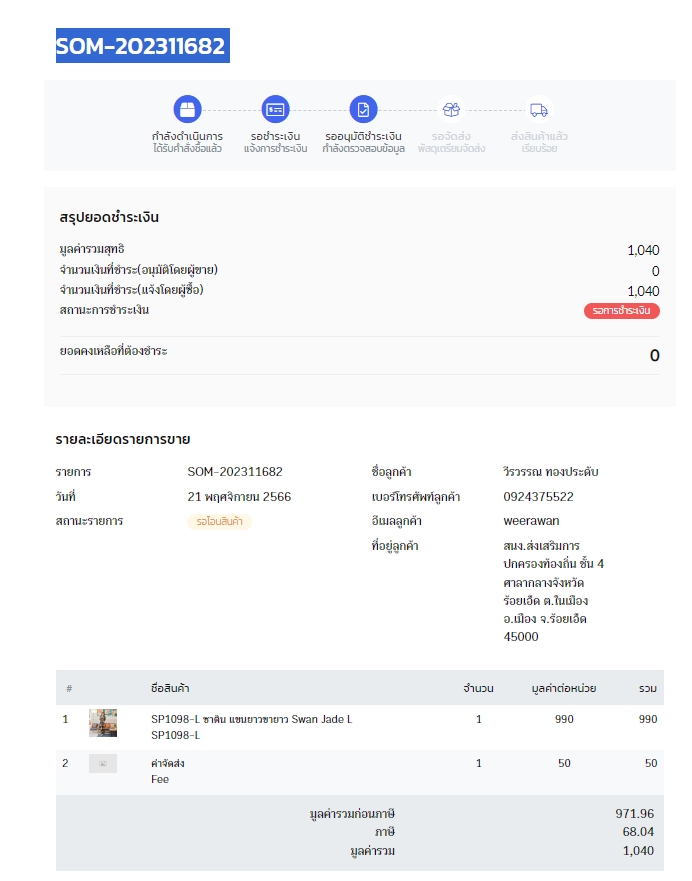 SOM-202311682
กำลังดำเนินการ
ได้รับคำสั่งซื้อแล้ว
รอชำระเงิน
แจ้งการชำระเงิน
รออนุมัติชำระเงิน
กำลังตรวจสอบข้อมูล
รอจัดส่ง
พัสดุเตรียมจัดส่ง
ส่งสินค้าแล้ว
เรียบร้อย
สรุปยอดชำระเงิน
มูลค่ารวมสุทธิ 1,040
จำนวนเงินที่ชำระ(อนุมัติโดยผู้ขาย) 0
จำนวนเงินที่ชำระ(แจ้งโดยผู้ซื้อ) 1,040
สถานะการชำระเงิน รอการชำระเงิน
ยอดคงเหลือที่ต้องชำระ 0
รายละเอียดรายการขาย
รายการ SOM-202311682
วันที่ 21 พฤศจิกายน 2566
สถานะรายการ รอโอนสินค้า
ชื่อลูกค้า วีรวรรณ ทองประดับ
เบอร์โทรศัพท์ลูกค้า 0924375522
อีเมลลูกค้า weerawan
ที่อยู่ลูกค้า สนง.ส่งเสริมการ
ปกครองท้องถิ่น ชั้น 4
ศาลากลางจังหวัด
ร้อยเอ็ด ต.ในเมือง
อ.เมือง จ.ร้อยเอ็ด
45000
# ชื่อสินค้า จำนวน มูลค่าต่อหน่วย รวม
1 SP1098-L ซาติน แขนยาวขายาว Swan Jade L 1 990 990
SP1098-L
2 ค่าจัดส่ง 1 50 50
Fee
มูลค่ารวมก่อนภาษี 971.96
ภาษี 68.04
มูลค่ารวม 1,040